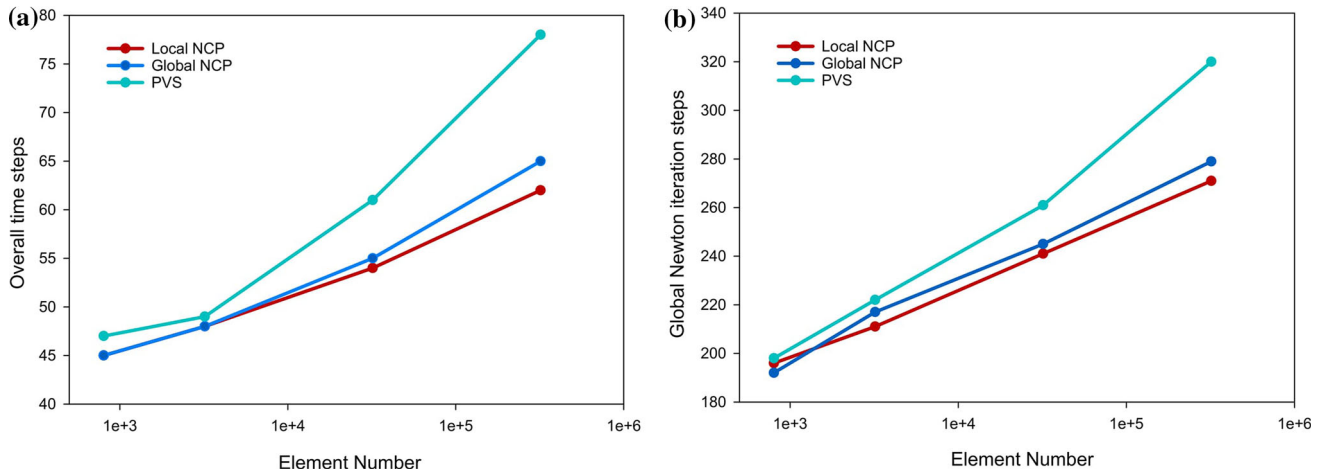 (a)
80
75
70
65
60
55
50
45
40
Overall time steps
Local NCP
Global NCP
PVS
1e+3
1e+4
1e+5
1e+6
Element Number
(b)
340
320
300
280
260
240
220
200
180
Global Newton iteration steps
Local NCP
Global NCP
PVS
1e+3
1e+4
1e+5
1e+6
Element Number